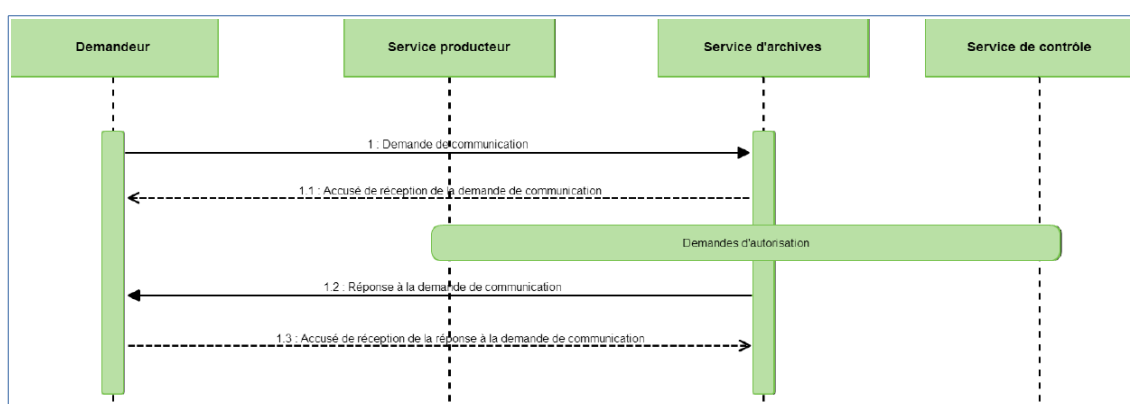 Demandeur
Service producteur
Service d'archives
Service de contrôle
1 : Demande de communication
1.1 : Accusé de réception de la demande de communication
Demandes d'autorisation
1.2 : Réponse à la demande de communication
1.3 : Accusé de réception de la réponse à la demande de communication